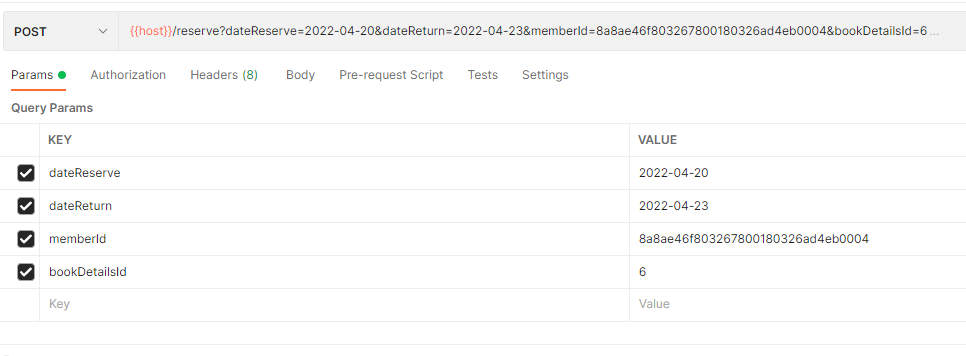 POST {{host}}/reserve?dateReserve=2022-04-20&dateReturn=2022-04-23&memberId=8a8ae46f803267800180326ad4eb0004&bookDetailsId=6 ...
Params Authorization Headers (8) Body Pre-request Script Tests Settings
Query Params
KEY VALUE
dateReserve 2022-04-20
dateReturn 2022-04-23
memberId 8a8ae46f803267800180326ad4eb0004
bookDetailsId 6
Key Value